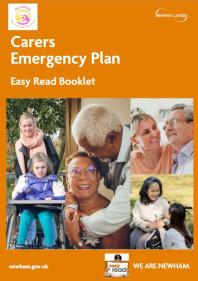 Newham London
Carers
Emergency Plan
Easy Read Booklet
newham.gov.uk
easy
read
WE ARE NEWHAM.